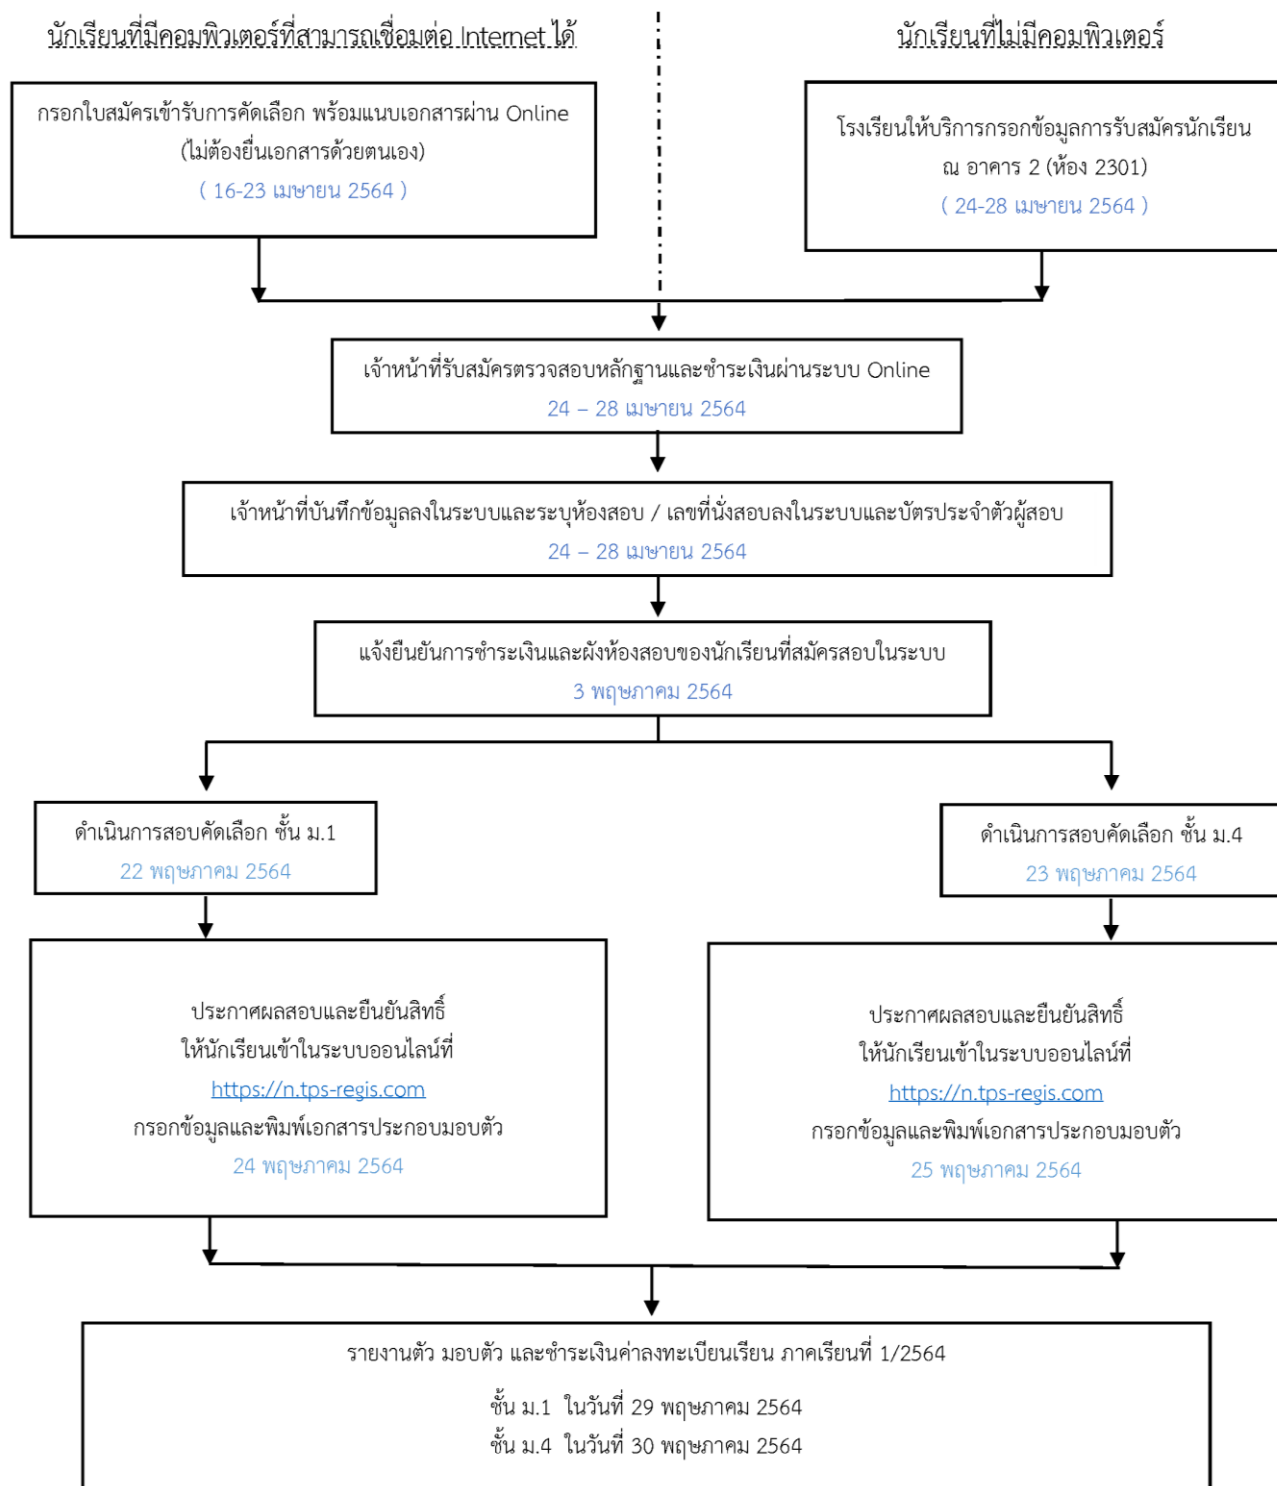 นักเรียนที่มีคอมพิวเตอร์ที่สามารถเชื่อมต่อ Internet ได้
นักเรียนที่ไม่มีคอมพิวเตอร์
กรอกใบสมัครเข้ารับการคัดเลือก พร้อมแนบเอกสารผ่าน Online
(ไม่ต้องยื่นเอกสารด้วยตนเอง)
( 16-23 เมษายน 2564 )
โรงเรียนให้บริการกรอกข้อมูลการรับสมัครนักเรียน
ณ อาคาร 2 (ห้อง 2301)
( 24-28 เมษายน 2564 )
เจ้าหน้าที่รับสมัครตรวจสอบหลักฐานและชำระเงินผ่านระบบ Online
24 – 28 เมษายน 2564
เจ้าหน้าที่บันทึกข้อมูลลงในระบบและระบุห้องสอบ / เลขที่นั่งสอบลงในระบบและบัตรประจำตัวผู้สอบ
24 – 28 เมษายน 2564
แจ้งยืนยันการชำระเงินและผังห้องสอบของนักเรียนที่สมัครสอบในระบบ
3 พฤษภาคม 2564
ดำเนินการสอบคัดเลือก ชั้น ม.1
22 พฤษภาคม 2564
ดำเนินการสอบคัดเลือก ชั้น ม.4
23 พฤษภาคม 2564
ประกาศผลสอบและยืนยันสิทธิ์
ให้นักเรียนเข้าในระบบออนไลน์ที่
https://n.tps-regis.com
กรอกข้อมูลและพิมพ์เอกสารประกอบมอบตัว
24 พฤษภาคม 2564
ประกาศผลสอบและยืนยันสิทธิ์
ให้นักเรียนเข้าในระบบออนไลน์ที่
https://n.tps-regis.com
กรอกข้อมูลและพิมพ์เอกสารประกอบมอบตัว
25 พฤษภาคม 2564
รายงานตัว มอบตัว และชำระเงินค่าลงทะเบียนเรียน ภาคเรียนที่ 1/2564
ชั้น ม.1 ในวันที่ 29 พฤษภาคม 2564
ชั้น ม.4 ในวันที่ 30 พฤษภาคม 2564